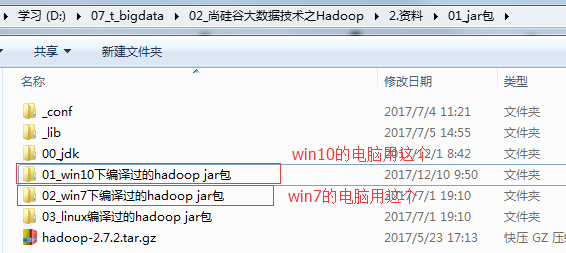 学习 (D:) ▸ 07_t_bigdata ▸ 02_尚硅谷大数据技术之Hadoop ▸ 2.资料 ▸ 01_jar包 ▸
共享 新建文件夹
名称 修改日期 类型
_conf 2017/7/4 11:21 文件夹
_lib 2017/7/5 14:55 文件夹
win10的电脑用这个
00_jdk 2017/12/1 8:42 文件夹
01_win10下编译过的hadoop jar包 2017/12/10 9:50 文件夹
02_win7下编译过的hadoop jar包 win7的电脑用这个 2017/7/1 19:10 文件夹
03_linux编译过的hadoop jar包 2017/7/1 19:10 文件夹
hadoop-2.7.2.tar.gz 2017/5/23 17:13 快压 GZ 压缩